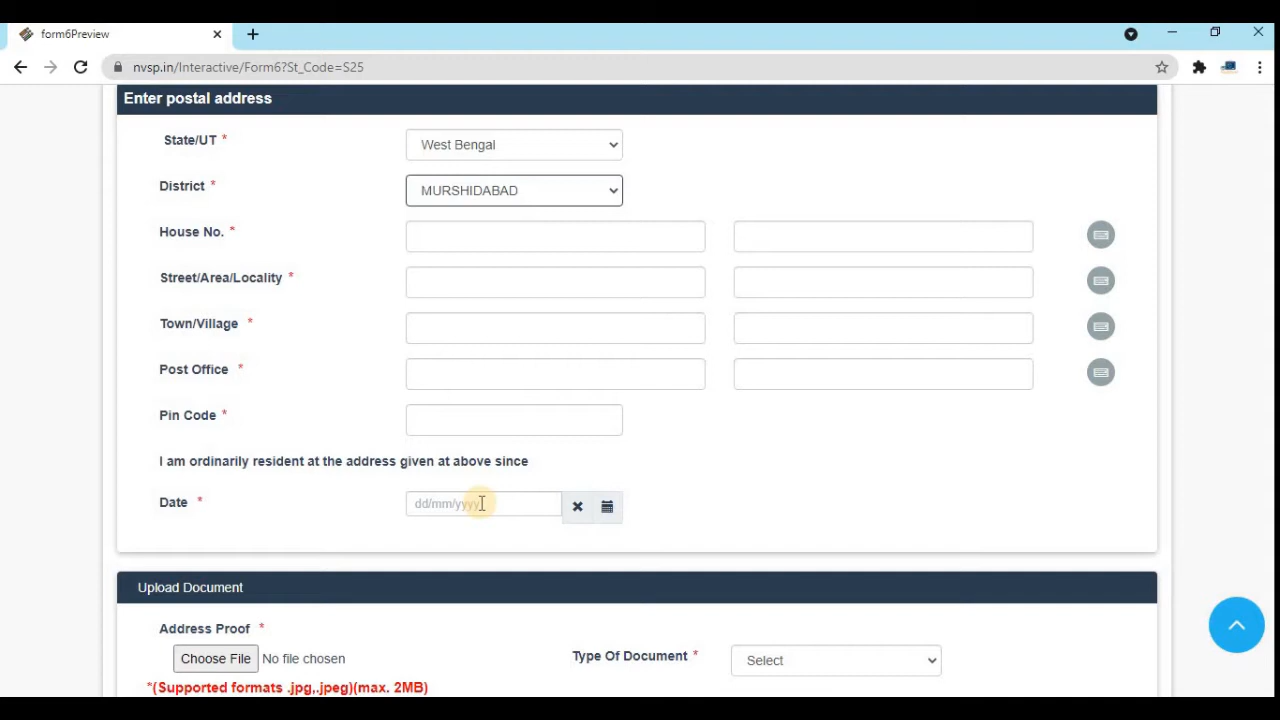 form6Preview
nvsp.in/Interactive/Form6?St_Code=S25
Enter postal address
State/UT * West Bengal
District * MURSHIDABAD
House No. *
Street/Area/Locality *
Town/Village *
Post Office *
Pin Code *
I am ordinarily resident at the address given at above since
Date * dd/mm/yyyy
Upload Document
Address Proof *
Choose File No file chosen Type Of Document * Select
*(Supported formats .jpg,.jpeg)(max. 2MB)